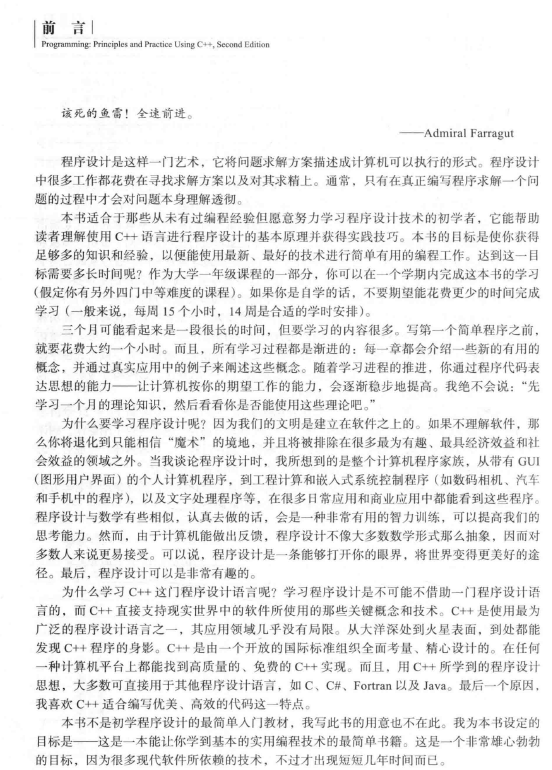 前 言
Programming: Principles and Practice Using C++, Second Edition
该死的鱼雷！全速前进。
——Admiral Farragut
程序设计是这样一门艺术，它将问题求解方案描述成计算机可以执行的形式。程序设计
中很多工作都花费在寻找求解方案以及对其求精上。通常，只有在真正编写程序求解一个问
题的过程中才会对问题本身理解透彻。
本书适合于那些从未有过编程经验但愿意努力学习程序设计技术的初学者，它能帮助
读者理解使用 C++ 语言进行程序设计的基本原理并获得实践技巧。本书的目标是使你获得
足够多的知识和经验，以便能使用最新、最好的技术进行简单有用的编程工作。达到这一目
标需要多长时间呢？作为大学一年级课程的一部分，你可以在一个学期内完成这本书的学习
（假定你有另外四门中等难度的课程）。如果你是自学的话，不要期望能花费更少的时间完成
学习（一般来说，每周 15 个小时，14 周是合适的学时安排）。
三个月可能看起来是一段很长的时间，但要学习的内容很多。写第一个简单程序之前，
就要花费大约一个小时。而且，所有学习过程都是渐进的：每一章都会介绍一些新的有用的
概念，并通过真实应用中的例子来阐述这些概念。随着学习进程的推进，你通过程序代码表
达思想的能力——让计算机按你的期望工作的能力，会逐渐稳步地提高。我绝不会说：“先
学习一个月的理论知识，然后看看你是否能使用这些理论吧。”
为什么要学习程序设计呢？因为我们的文明是建立在软件之上的。如果不理解软件，那
么你将退化到只能相信“魔术”的境地，并且将被排除在很多最为有趣、最具经济效益和社
会效益的领域之外。当我谈论程序设计时，我所想到的是整个计算机程序家族，从带有 GUI
（图形用户界面）的个人计算机程序，到工程计算和嵌入式系统控制程序（如数码相机、汽车
和手机中的程序），以及文字处理程序等，在很多日常应用和商业应用中都能看到这些程序。
程序设计与数学有些相似，认真去做的话，会是一种非常有用的智力训练，可以提高我们的
思考能力。然而，由于计算机能做出反馈，程序设计不像大多数数学形式那么抽象，因而对
多数人来说更易接受。可以说，程序设计是一条能够打开你的眼界，将世界变得更美好的途
径。最后，程序设计可以是非常有趣的。
为什么学习 C++ 这门程序设计语言呢？学习程序设计是不可能不借助一门程序设计语
言的，而 C++ 直接支持现实世界中的软件所使用的那些关键概念和技术。C++ 是使用最为
广泛的程序设计语言之一，其应用领域几乎没有局限。从大洋深处到火星表面，到处都能
发现 C++ 程序的身影。C++ 是由一个开放的国际标准组织全面考量、精心设计的。在任何
一种计算机平台上都能找到高质量的、免费的 C++ 实现。而且，用 C++ 所学到的程序设计
思想，大多数可直接用于其他程序设计语言，如 C、C#、Fortran 以及 Java。最后一个原因，
我喜欢 C++ 适合编写优美、高效的代码这一特点。
本书不是初学程序设计的最简单入门教材，我写此书的用意也不在此。我为本书设定的
目标是——这是一本能让你学到基本的实用编程技术的最简单书籍。这是一个非常雄心勃勃
的目标，因为很多现代软件所依赖的技术，不过才出现短短几年时间而已。